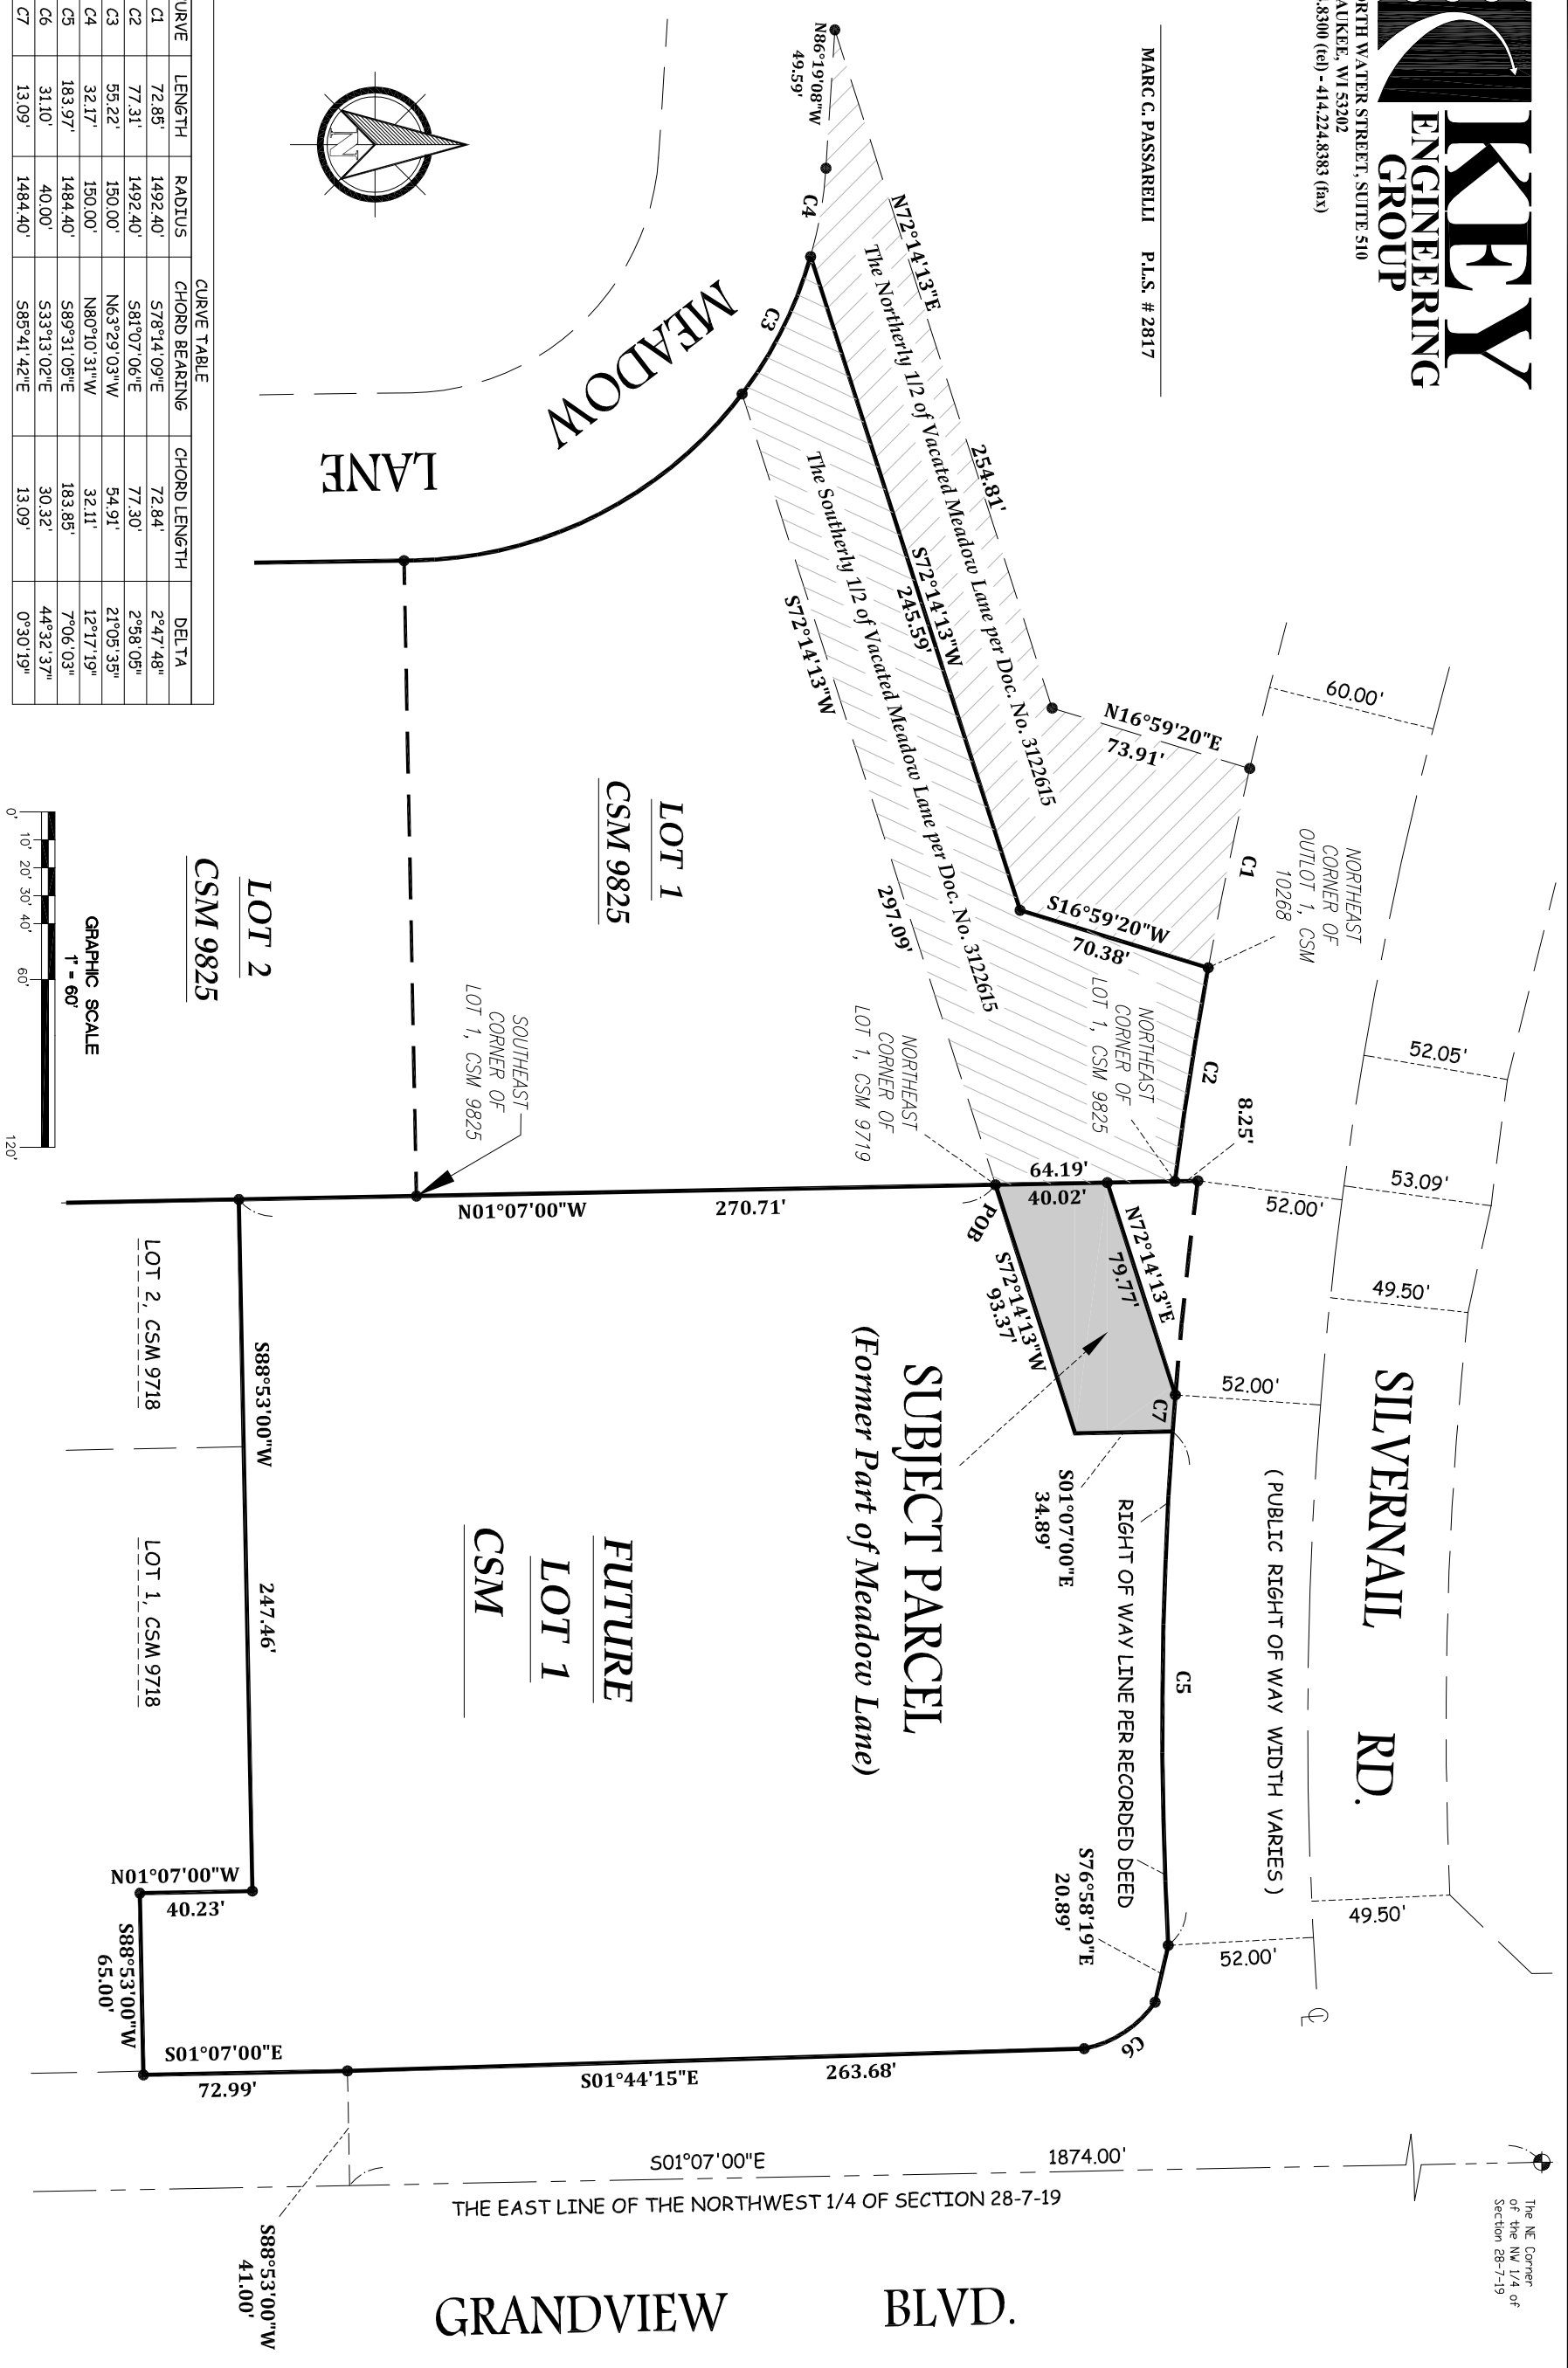 KEY
ENGINEERING
GROUP
RTH WATER STREET, SUITE 510
AUKEE, WI 53202
.8300 (tel) - 414.224.8383 (fax)
MARC C. PASSARELLI P.L.S. # 2817
N86°19'08"W
49.59'
C4
C3
N72°14'13"E
254.81'
The Northerly 1/2 of Vacated Meadow Lane per Doc. No. 3122615
S72°14'13"W
245.59'
The Southerly 1/2 of Vacated Meadow Lane per Doc. No. 3122615
S72°14'13"W
297.09'
N
MEADOW
LANE
N16°59'20"E
73.91'
S16°59'20"W
70.38'
C1
C2
60.00'
52.05'
53.09'
52.00'
49.50'
8.25'
NORTHEAST
CORNER OF
OUTLOT 1, CSM
10268
NORTHEAST
CORNER OF
LOT 1, CSM 9825
NORTHEAST
CORNER OF
LOT 1, CSM 9719
SOUTHEAST
CORNER OF
LOT 1, CSM 9825
LOT 1
CSM 9825
LOT 2
CSM 9825
64.19'
40.02'
POB
N72°14'13"E
79.77'
S72°14'13"W
93.37'
C7
52.00'
S01°07'00"E
34.89'
N01°07'00"W
270.71'
SUBJECT PARCEL
(Former Part of Meadow Lane)
SILVERNAIL RD.
(PUBLIC RIGHT OF WAY WIDTH VARIES)
RIGHT OF WAY LINE PER RECORDED DEED
C5
S76°58'19"E
20.89'
C6
52.00'
49.50'
CL
FUTURE
LOT 1
CSM
LOT 2, CSM 9718
LOT 1, CSM 9718
S88°53'00"W
247.46'
N01°07'00"W
40.23'
S88°53'00"W
65.00'
S01°07'00"E
72.99'
S01°44'15"E
263.68'
S01°07'00"E
1874.00'
THE EAST LINE OF THE NORTHWEST 1/4 OF SECTION 28-7-19
S88°53'00"W
41.00'
The NE Corner
of the NW 1/4 of
Section 28-7-19
GRANDVIEW BLVD.
CURVE TABLE
URVE LENGTH RADIUS CHORD BEARING CHORD LENGTH DELTA
C1 72.85' 1492.40' S78°14'09"E 72.84' 2°47'48"
C2 77.31' 1492.40' S81°07'06"E 77.30' 2°58'05"
C3 55.22' 150.00' N63°29'03"W 54.91' 21°05'35"
C4 32.17' 150.00' N80°10'31"W 32.11' 12°17'19"
C5 183.97' 1484.40' S89°31'05"E 183.85' 7°06'03"
C6 31.10' 40.00' S33°13'02"E 30.32' 44°32'37"
C7 13.09' 1484.40' S85°41'42"E 13.09' 0°30'19"
GRAPHIC SCALE
1" = 60'
0' 10' 20' 30' 40' 60' 120'